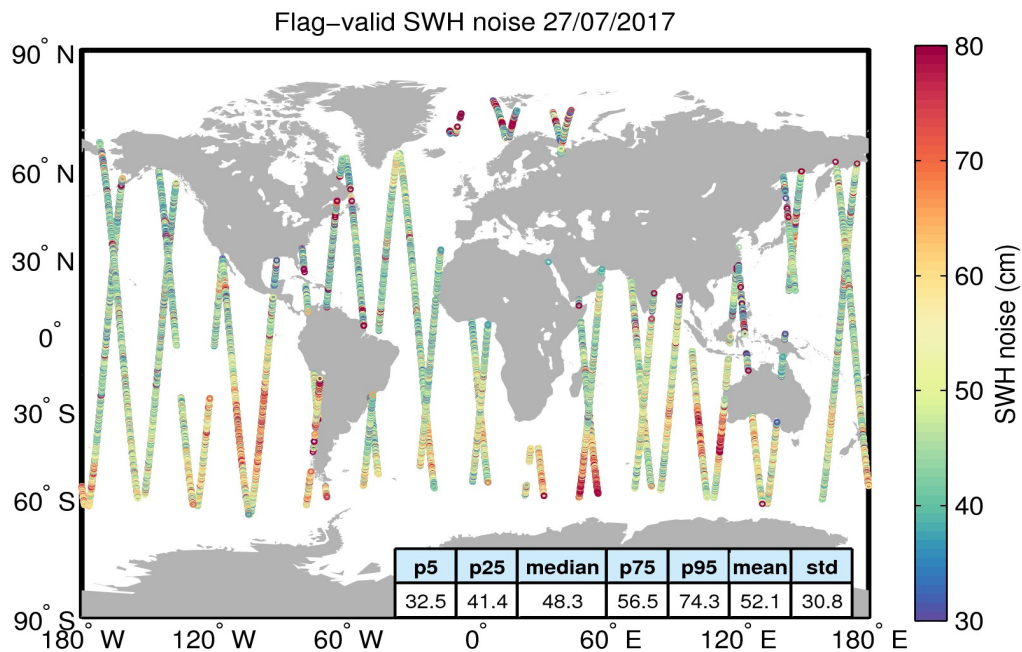 Flag−valid SWH noise 27/07/2017
90° N
60° N
30° N
0°
30° S
60° S
90° S
180° W
120° W
60° W
0°
60° E
120° E
180° E
p5 p25 median p75 p95 mean std
32.5 41.4 48.3 56.5 74.3 52.1 30.8
80
70
60
50
40
30
SWH noise (cm)